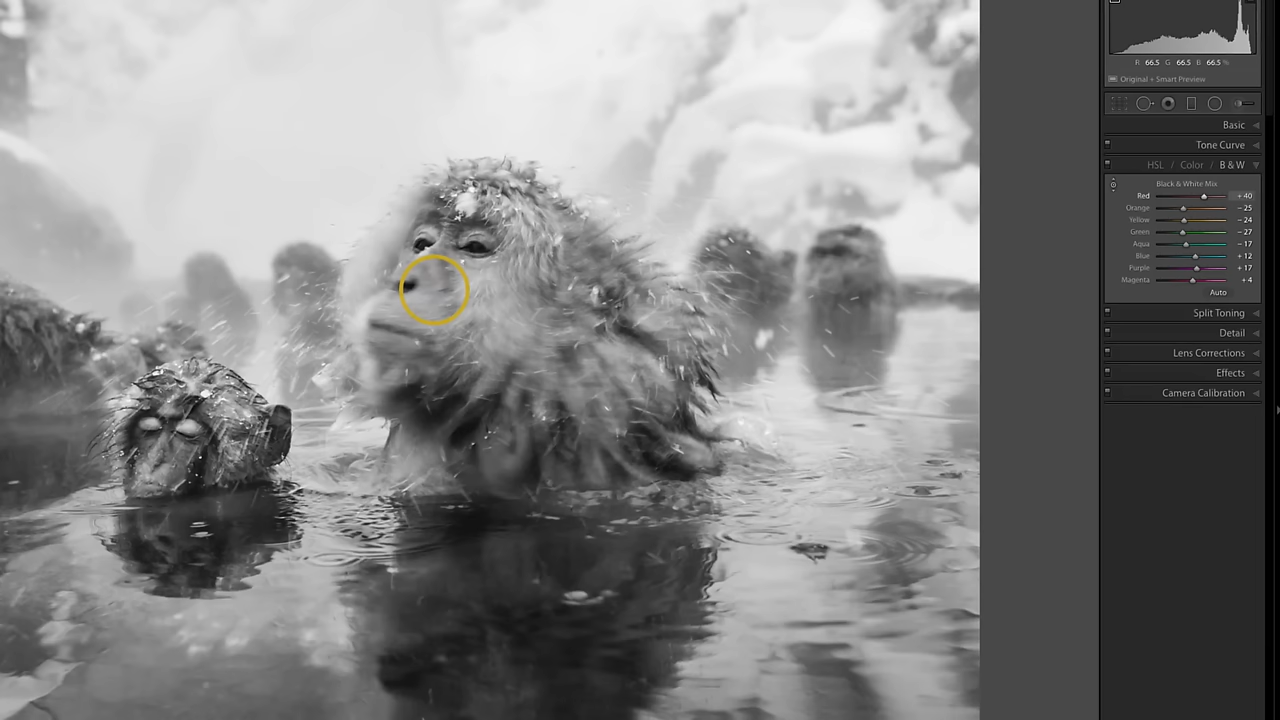 R 66.5 G 66.5 B 66.5 %
Original + Smart Preview
Basic
Tone Curve
HSL / Color / B & W
Black & White Mix
Red + 40
Orange - 25
Yellow - 24
Green - 27
Aqua - 17
Blue + 12
Purple + 17
Magenta + 4
Auto
Split Toning
Detail
Lens Corrections
Effects
Camera Calibration